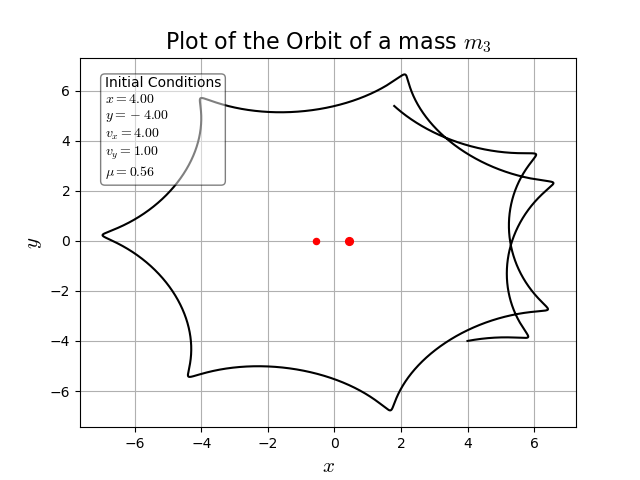 Plot of the Orbit of a mass m₃
Initial Conditions
x = 4.00
y = − 4.00
vₓ = 4.00
v_y = 1.00
μ = 0.56
6
4
2
0
−2
−4
−6
y
−6
−4
−2
0
2
4
6
x